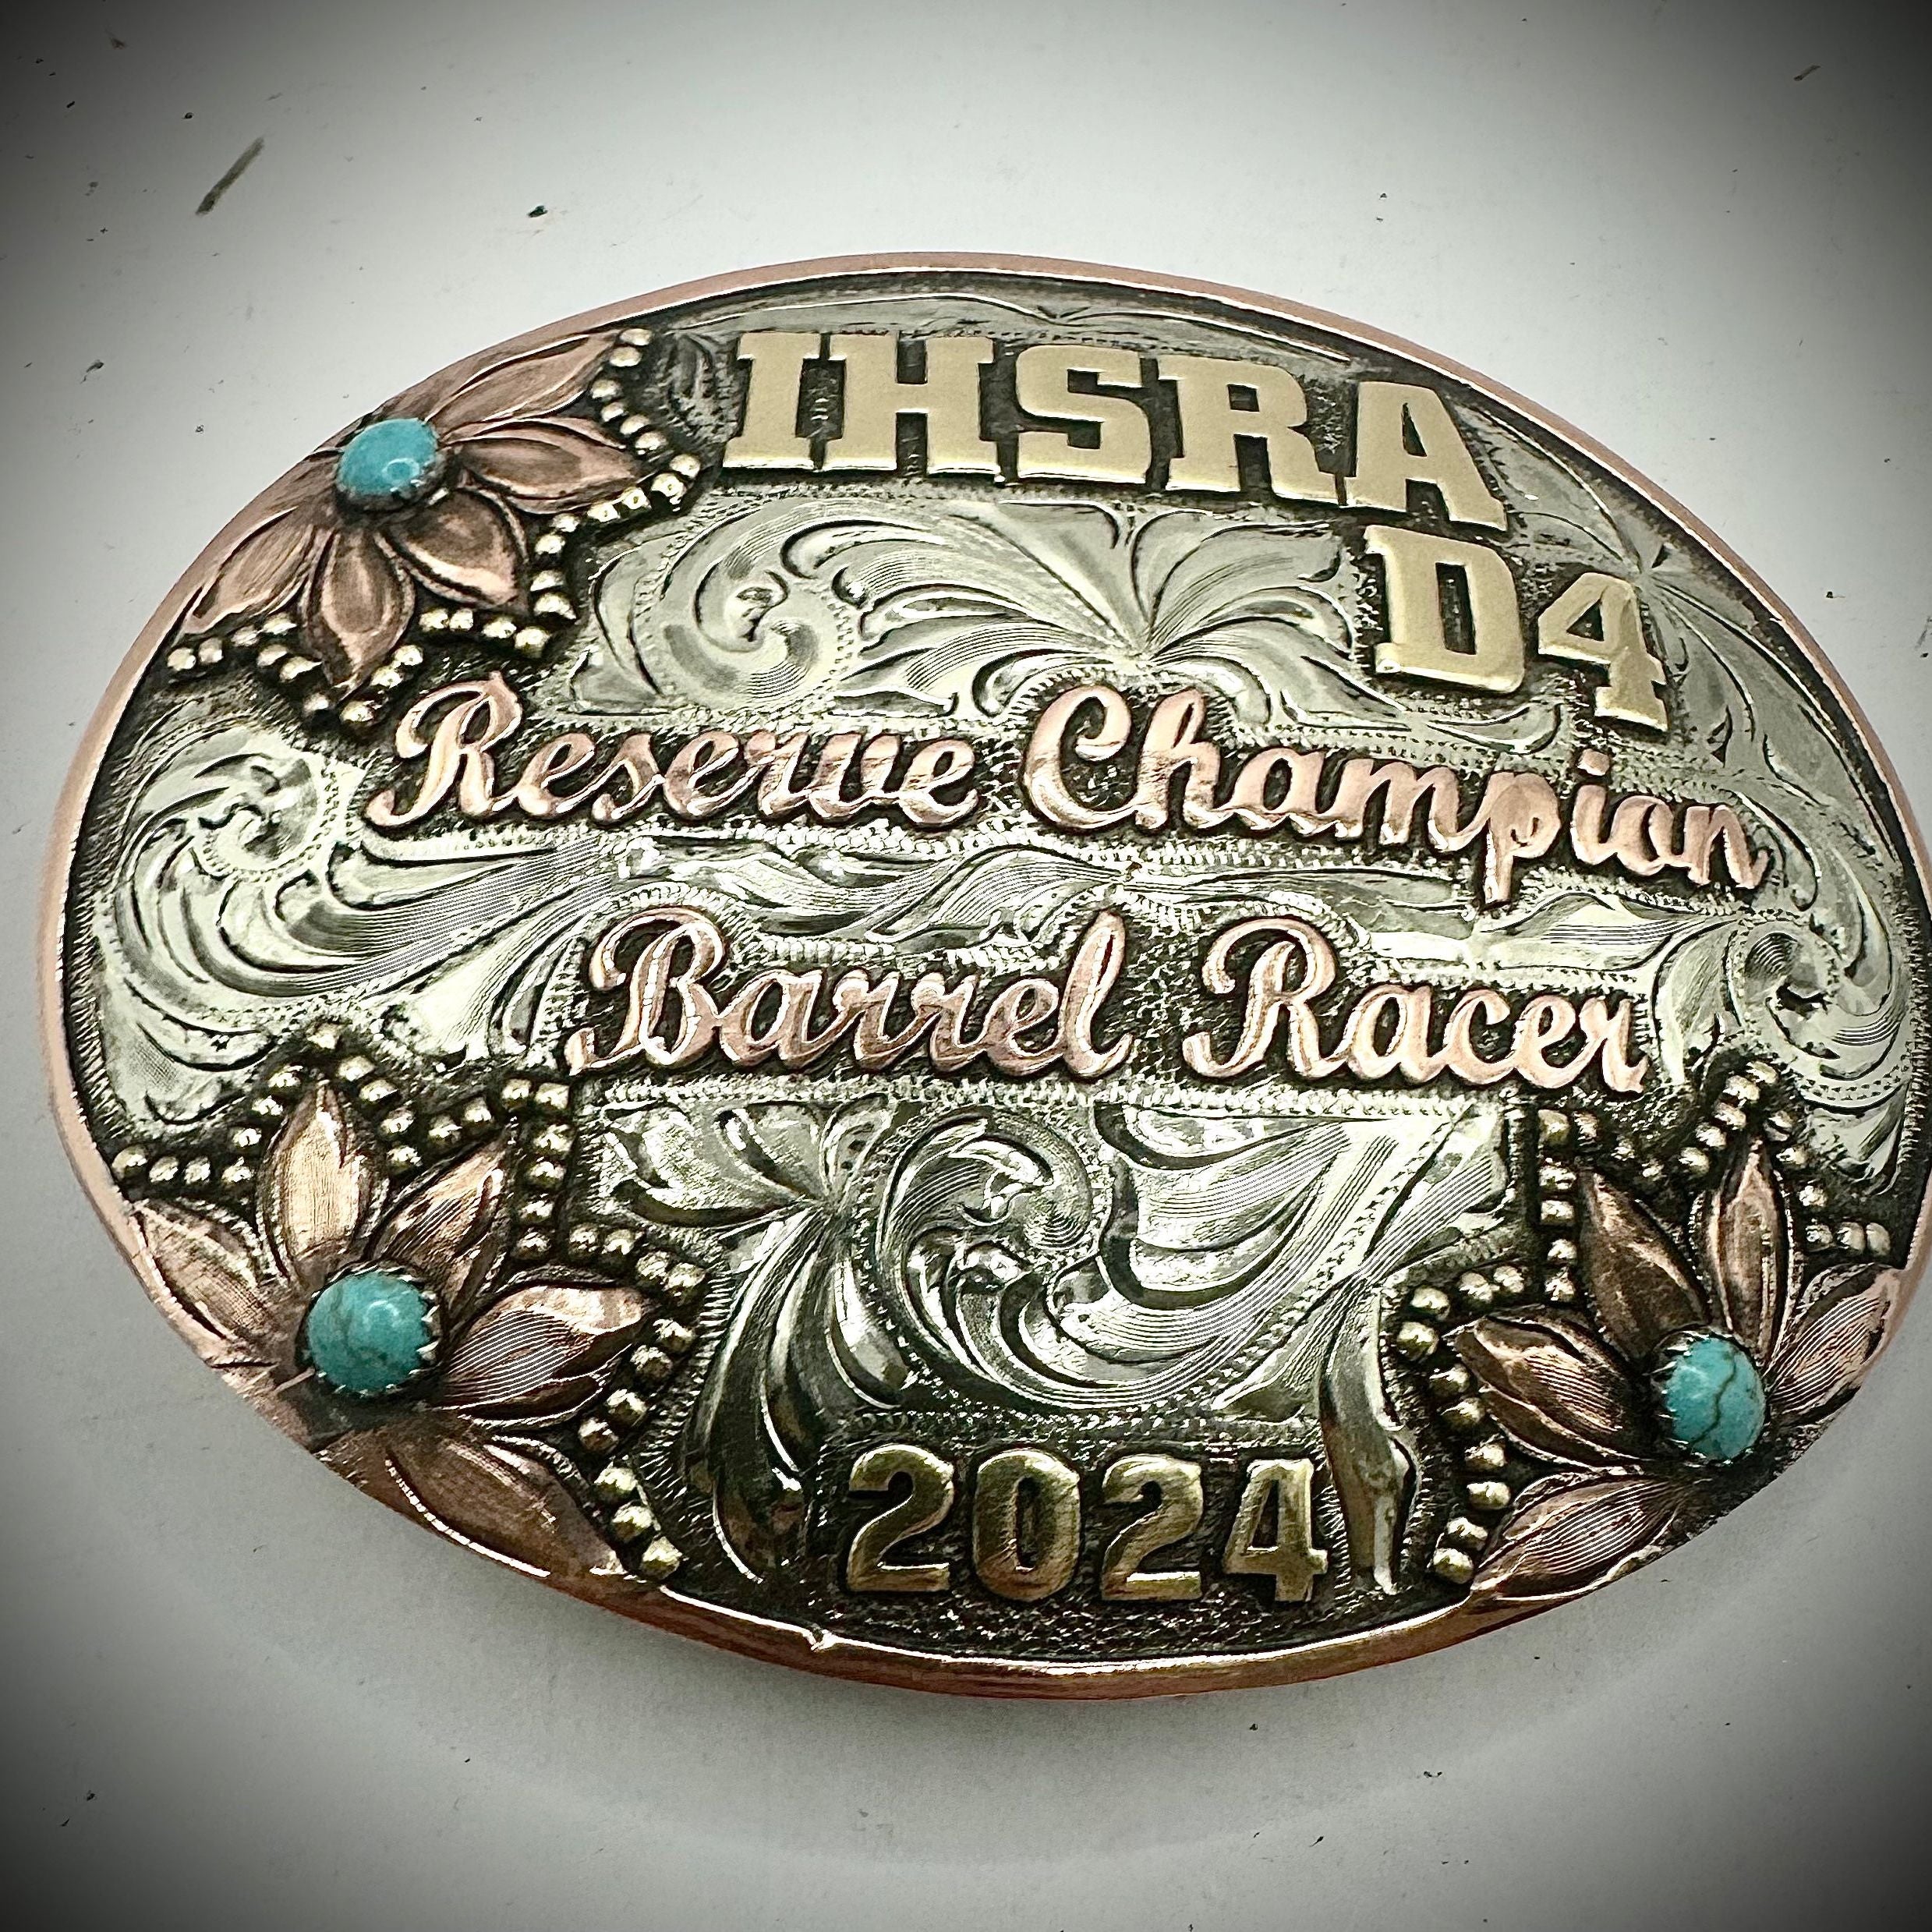 IHSRA
D4
Reserve Champion
Barrel Racer
2024